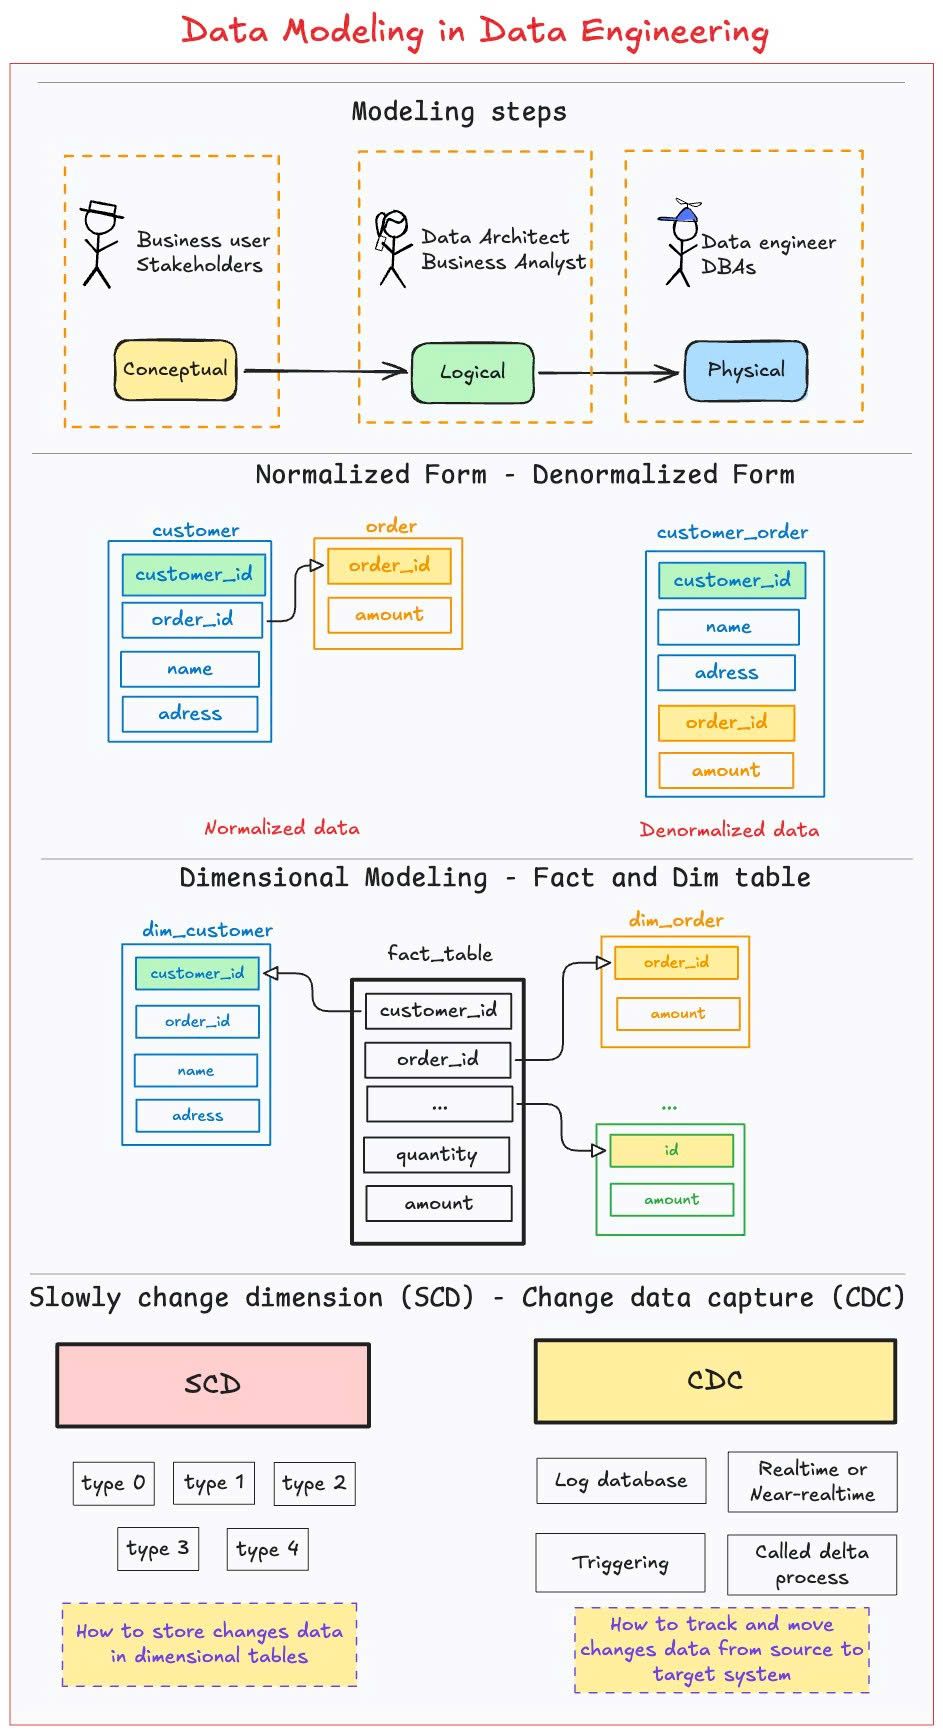 Data Modeling in Data Engineering
Modeling steps
Business user
Stakeholders
Conceptual
Data Architect
Business Analyst
Logical
Data engineer
DBAs
Physical
Normalized Form - Denormalized Form
customer
customer_id
order_id
name
adress
order
order_id
amount
Normalized data
customer_order
customer_id
name
adress
order_id
amount
Denormalized data
Dimensional Modeling - Fact and Dim table
dim_customer
customer_id
order_id
name
adress
fact_table
customer_id
order_id
...
quantity
amount
dim_order
order_id
amount
...
id
amount
Slowly change dimension (SCD) - Change data capture (CDC)
SCD
type 0
type 1
type 2
type 3
type 4
How to store changes data
in dimensional tables
CDC
Log database
Realtime or
Near-realtime
Triggering
Called delta
process
How to track and move
changes data from source to
target system